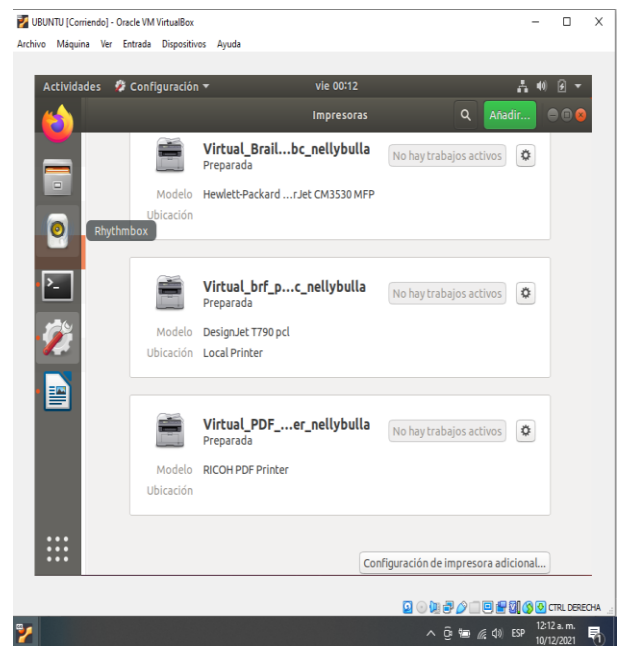 UBUNTU [Corriendo] - Oracle VM VirtualBox
Archivo Máquina Ver Entrada Dispositivos Ayuda
Actividades Configuración vie 00:12
Impresoras Añadir...
Virtual_Brail...bc_nellybulla
Preparada
No hay trabajos activos
Modelo Hewlett-Packard ...rJet CM3530 MFP
Ubicación
Rhythmbox
Virtual_brf_p...c_nellybulla
Preparada
No hay trabajos activos
Modelo DesignJet T790 pcl
Ubicación Local Printer
Virtual_PDF_...er_nellybulla
Preparada
No hay trabajos activos
Modelo RICOH PDF Printer
Ubicación
Configuración de impresora adicional...
CTRL DERECHA
ESP
12:12 a. m.
10/12/2021
1